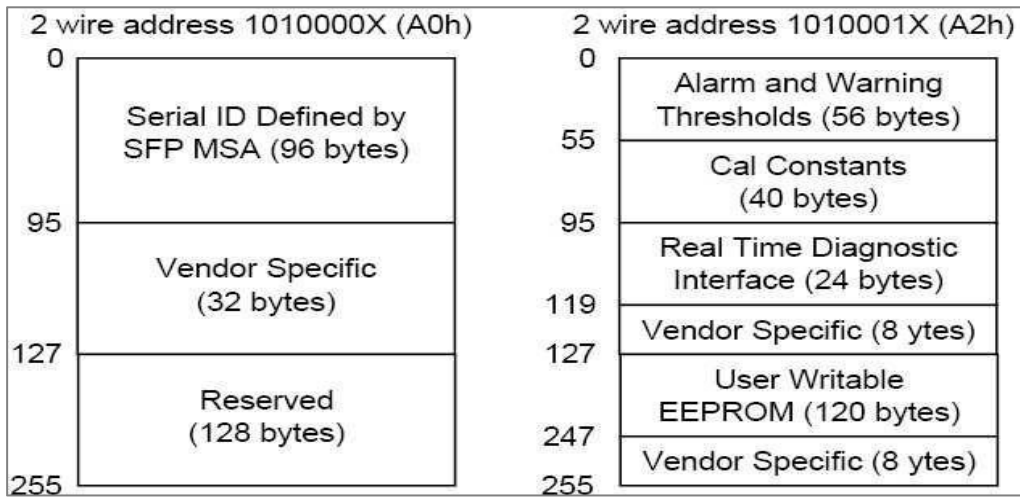 2 wire address 1010000X (A0h)
0
Serial ID Defined by
SFP MSA (96 bytes)
95
Vendor Specific
(32 bytes)
127
Reserved
(128 bytes)
255
2 wire address 1010001X (A2h)
0
Alarm and Warning
Thresholds (56 bytes)
55
Cal Constants
(40 bytes)
95
Real Time Diagnostic
Interface (24 bytes)
119
Vendor Specific (8 ytes)
127
User Writable
EEPROM (120 bytes)
247
Vendor Specific (8 ytes)
255